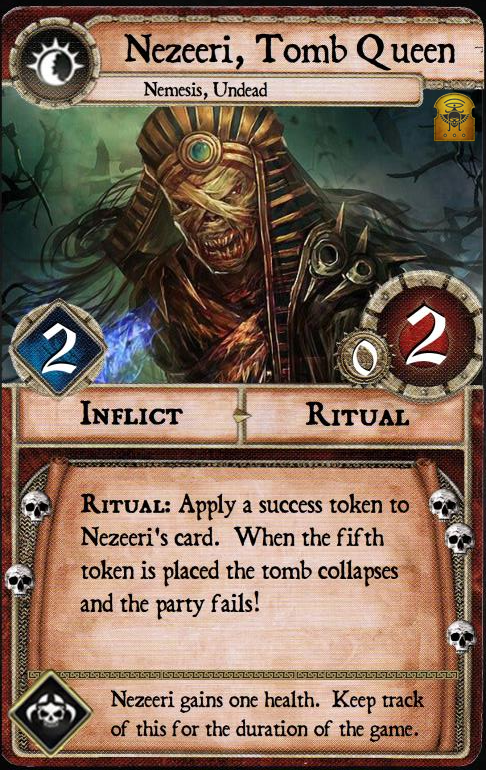 Nezeeri, Tomb Queen
Nemesis, Undead
2
0
2
Inflict
Ritual
Ritual: Apply a success token to
Nezeeri's card. When the fifth
token is placed the tomb collapses
and the party fails!
Nezeeri gains one health. Keep track
of this for the duration of the game.